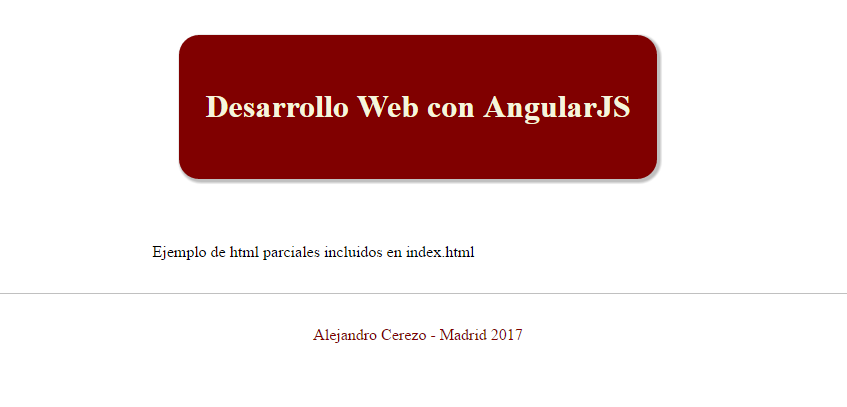 Desarrollo Web con AngularJS
Ejemplo de html parciales incluidos en index.html
Alejandro Cerezo - Madrid 2017